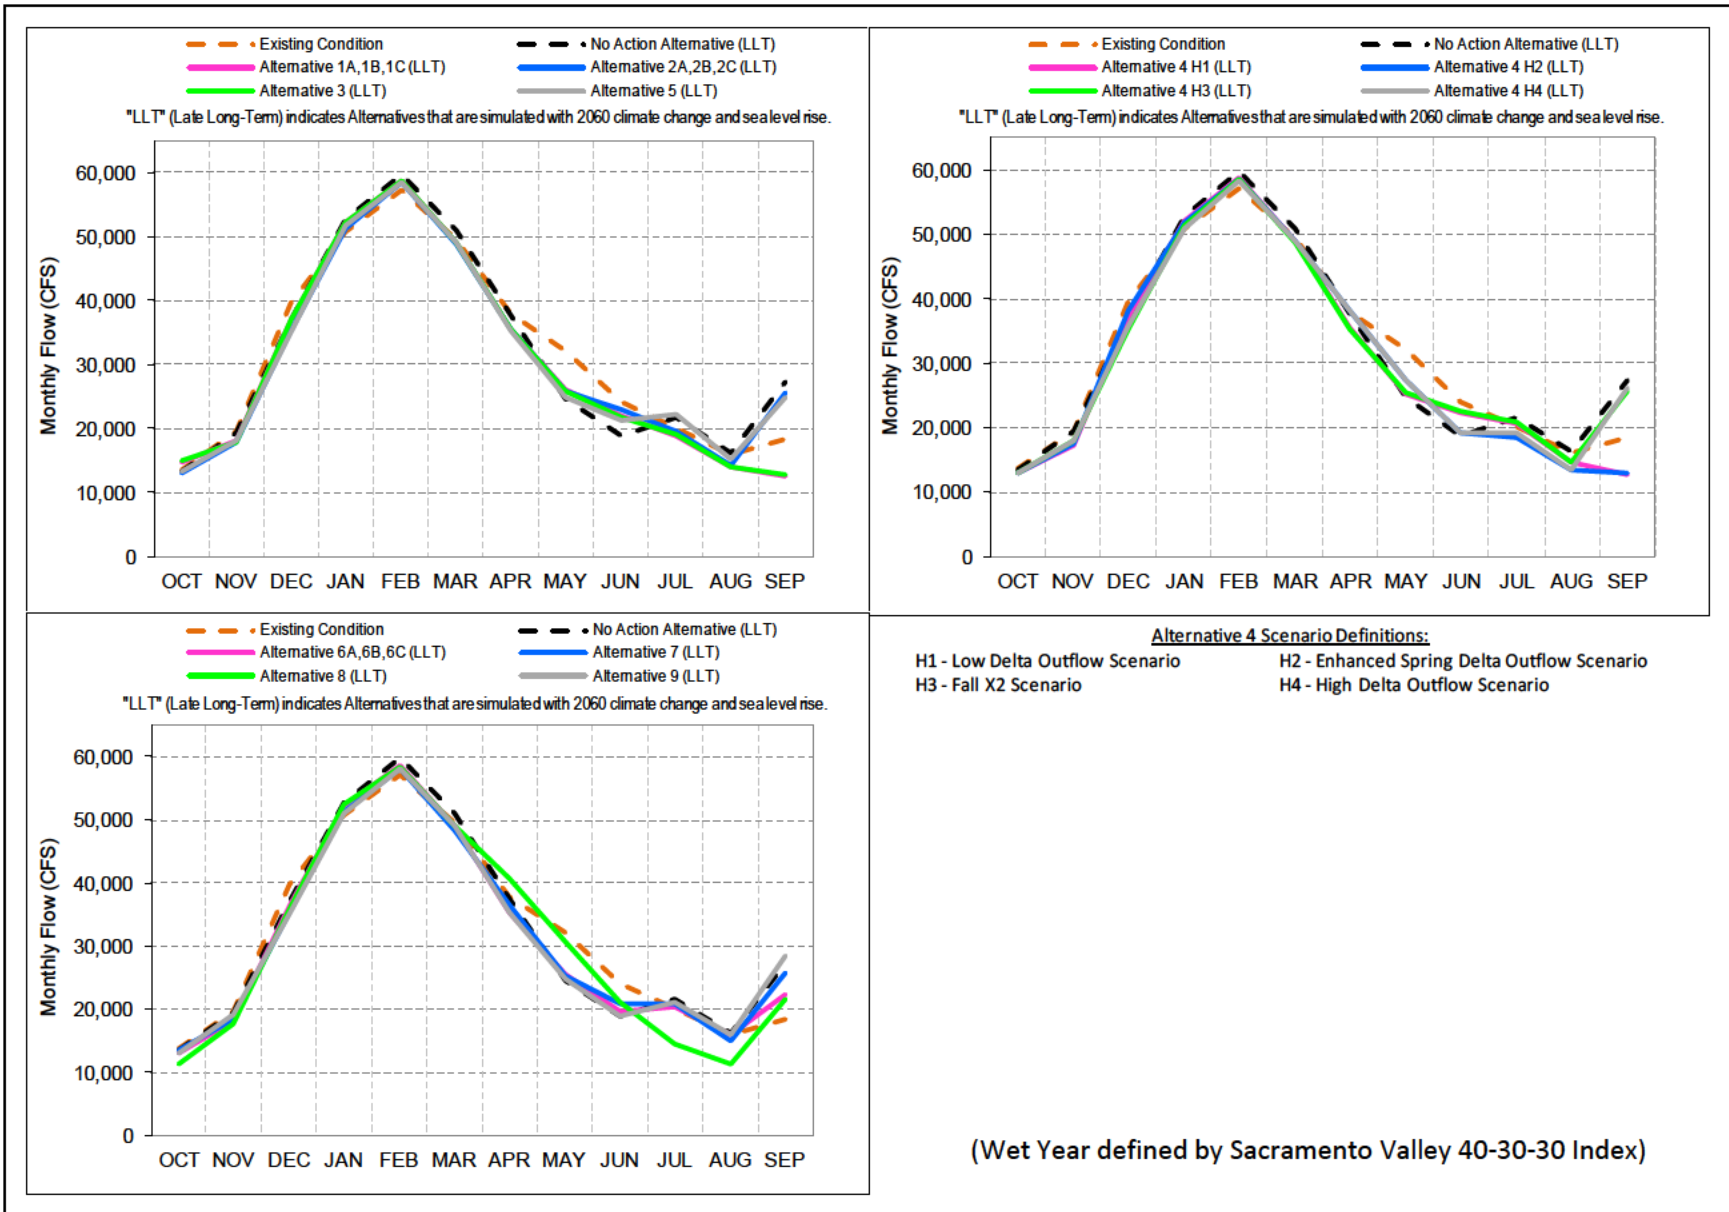 Existing Condition
No Action Alternative (LLT)
Alternative 1A,1B,1C (LLT)
Alternative 2A,2B,2C (LLT)
Alternative 3 (LLT)
Alternative 5 (LLT)
"LLT" (Late Long-Term) indicates Alternatives that are simulated with 2060 climate change and sea level rise.
Monthly Flow (CFS)
60,000
50,000
40,000
30,000
20,000
10,000
0
OCT NOV DEC JAN FEB MAR APR MAY JUN JUL AUG SEP
Existing Condition
No Action Alternative (LLT)
Alternative 4 H1 (LLT)
Alternative 4 H2 (LLT)
Alternative 4 H3 (LLT)
Alternative 4 H4 (LLT)
"LLT" (Late Long-Term) indicates Alternatives that are simulated with 2060 climate change and sea level rise.
Monthly Flow (CFS)
60,000
50,000
40,000
30,000
20,000
10,000
0
OCT NOV DEC JAN FEB MAR APR MAY JUN JUL AUG SEP
Existing Condition
No Action Alternative (LLT)
Alternative 6A,6B,6C (LLT)
Alternative 7 (LLT)
Alternative 8 (LLT)
Alternative 9 (LLT)
"LLT" (Late Long-Term) indicates Alternatives that are simulated with 2060 climate change and sea level rise.
Monthly Flow (CFS)
60,000
50,000
40,000
30,000
20,000
10,000
0
OCT NOV DEC JAN FEB MAR APR MAY JUN JUL AUG SEP
Alternative 4 Scenario Definitions:
H1 - Low Delta Outflow Scenario
H2 - Enhanced Spring Delta Outflow Scenario
H3 - Fall X2 Scenario
H4 - High Delta Outflow Scenario
(Wet Year defined by Sacramento Valley 40-30-30 Index)